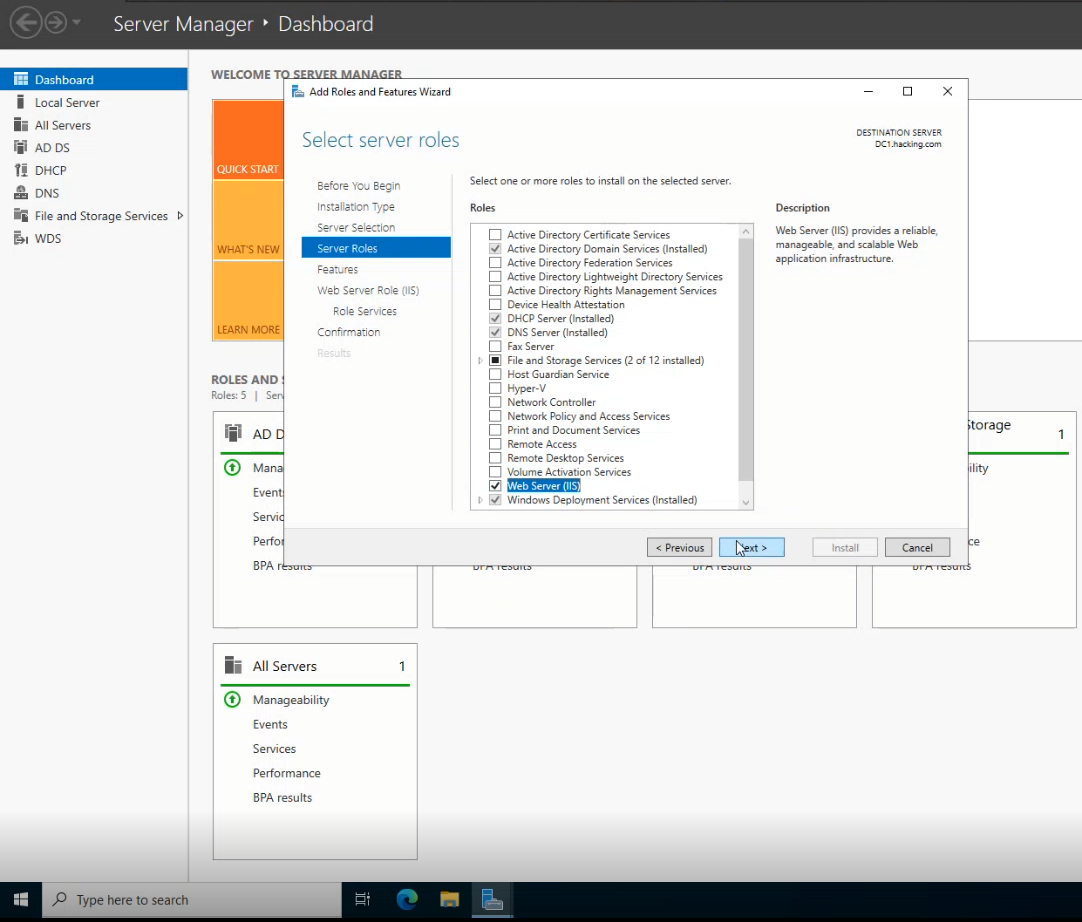 Server Manager ‣ Dashboard
Dashboard
Local Server
All Servers
AD DS
DHCP
DNS
File and Storage Services
WDS
WELCOME TO SERVER MANAGER
QUICK START
WHAT'S NEW
LEARN MORE
Add Roles and Features Wizard
Select server roles
DESTINATION SERVER
DC1.hacking.com
Before You Begin
Installation Type
Server Selection
Server Roles
Features
Web Server Role (IIS)
Role Services
Confirmation
Results
Select one or more roles to install on the selected server.
Roles
Active Directory Certificate Services
Active Directory Domain Services (Installed)
Active Directory Federation Services
Active Directory Lightweight Directory Services
Active Directory Rights Management Services
Device Health Attestation
DHCP Server (Installed)
DNS Server (Installed)
Fax Server
File and Storage Services (2 of 12 installed)
Host Guardian Service
Hyper-V
Network Controller
Network Policy and Access Services
Print and Document Services
Remote Access
Remote Desktop Services
Volume Activation Services
Web Server (IIS)
Windows Deployment Services (Installed)
Description
Web Server (IIS) provides a reliable,
manageable, and scalable Web
application infrastructure.
< Previous
Next >
Install
Cancel
ROLES AND
Roles: 5 |
AD D
Mana
Event
Servic
Perfor
BPA results
BPA results
BPA results
BPA results
torage
1
ility
ce
All Servers
1
Manageability
Events
Services
Performance
BPA results
Type here to search